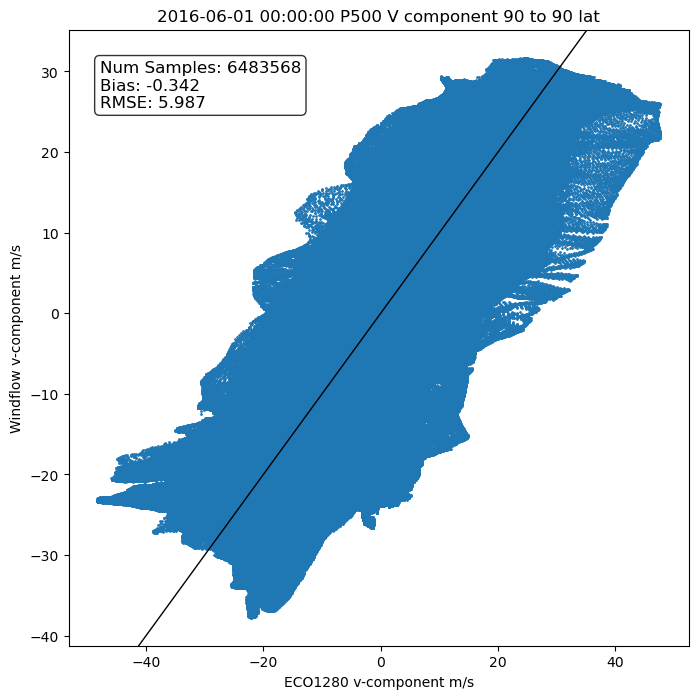 2016-06-01 00:00:00 P500 V component 90 to 90 lat
Num Samples: 6483568
Bias: -0.342
RMSE: 5.987
30
20
10
0
−10
−20
−30
−40
Windflow v-component m/s
−40
−20
0
20
40
ECO1280 v-component m/s